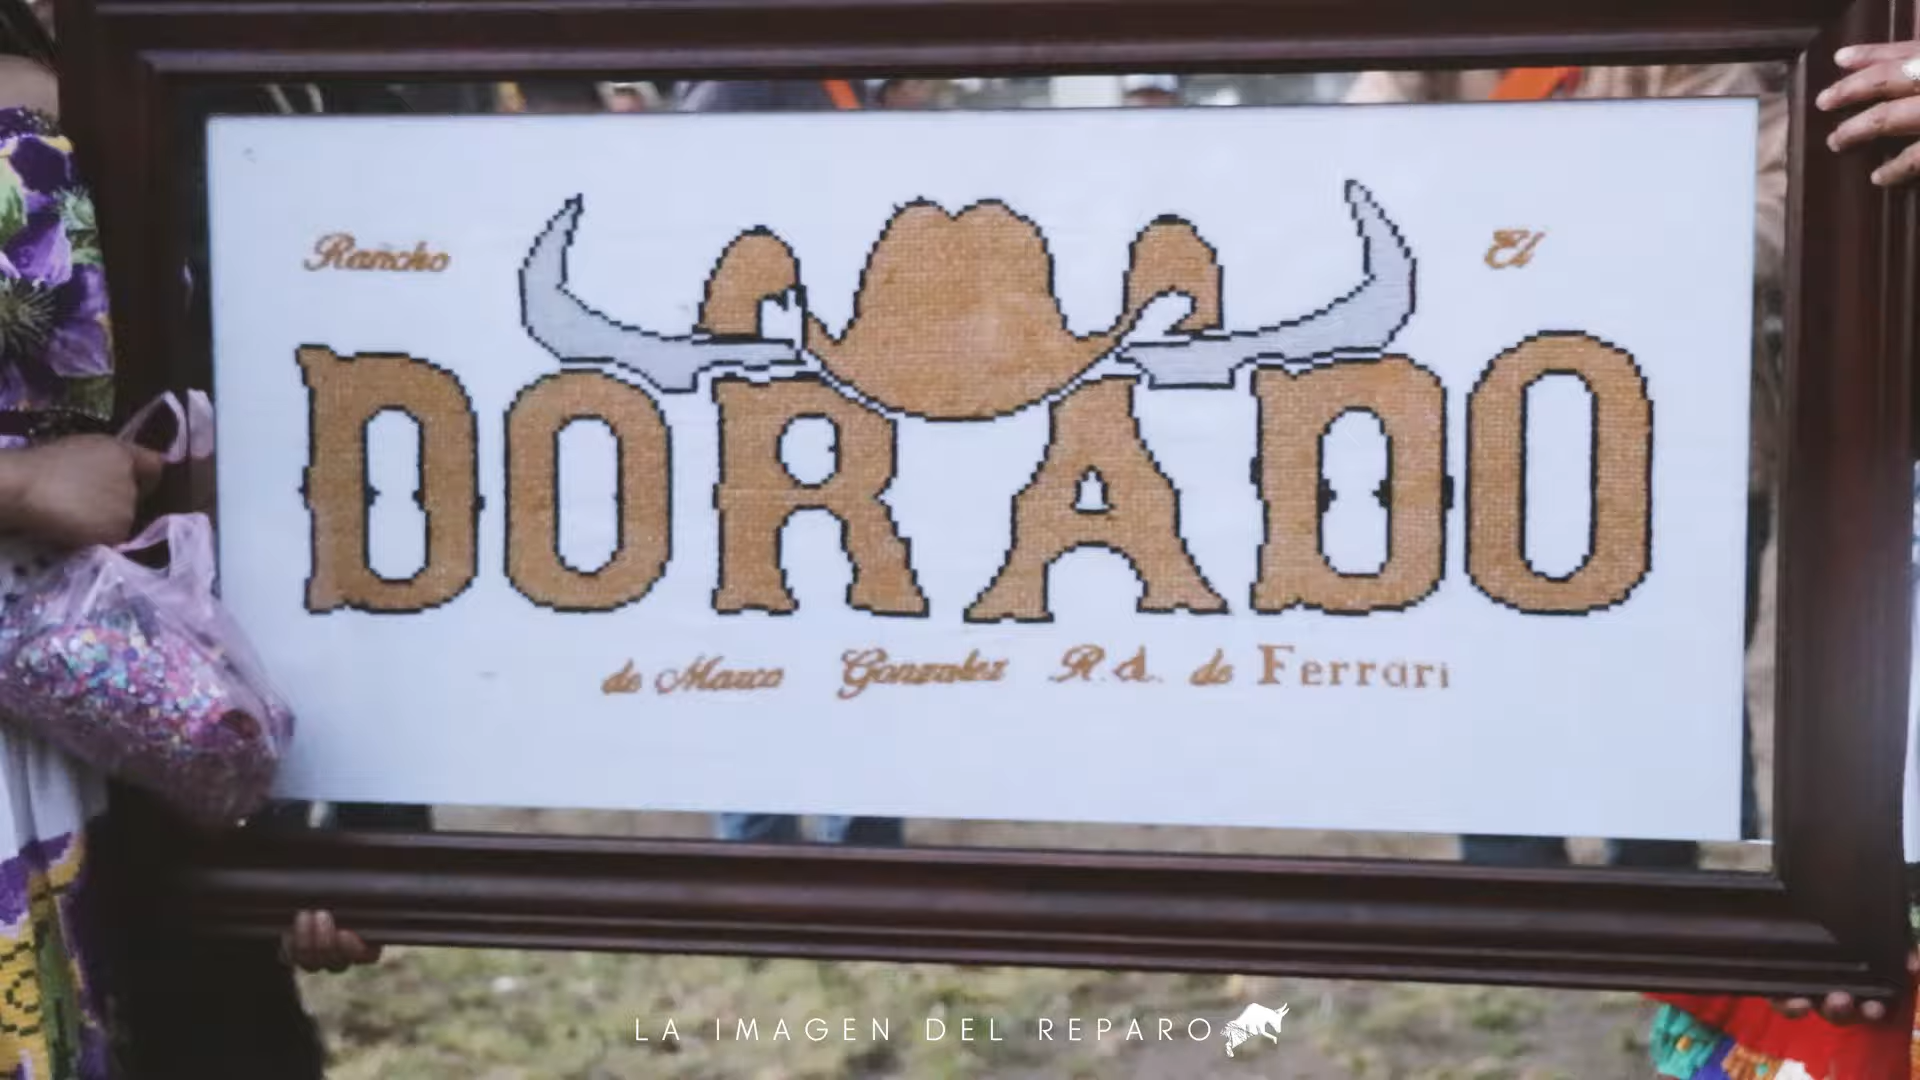 Rancho El
DORADO
de Marco Gonzalez R.d. de Ferrari
LA IMAGEN DEL REPARO